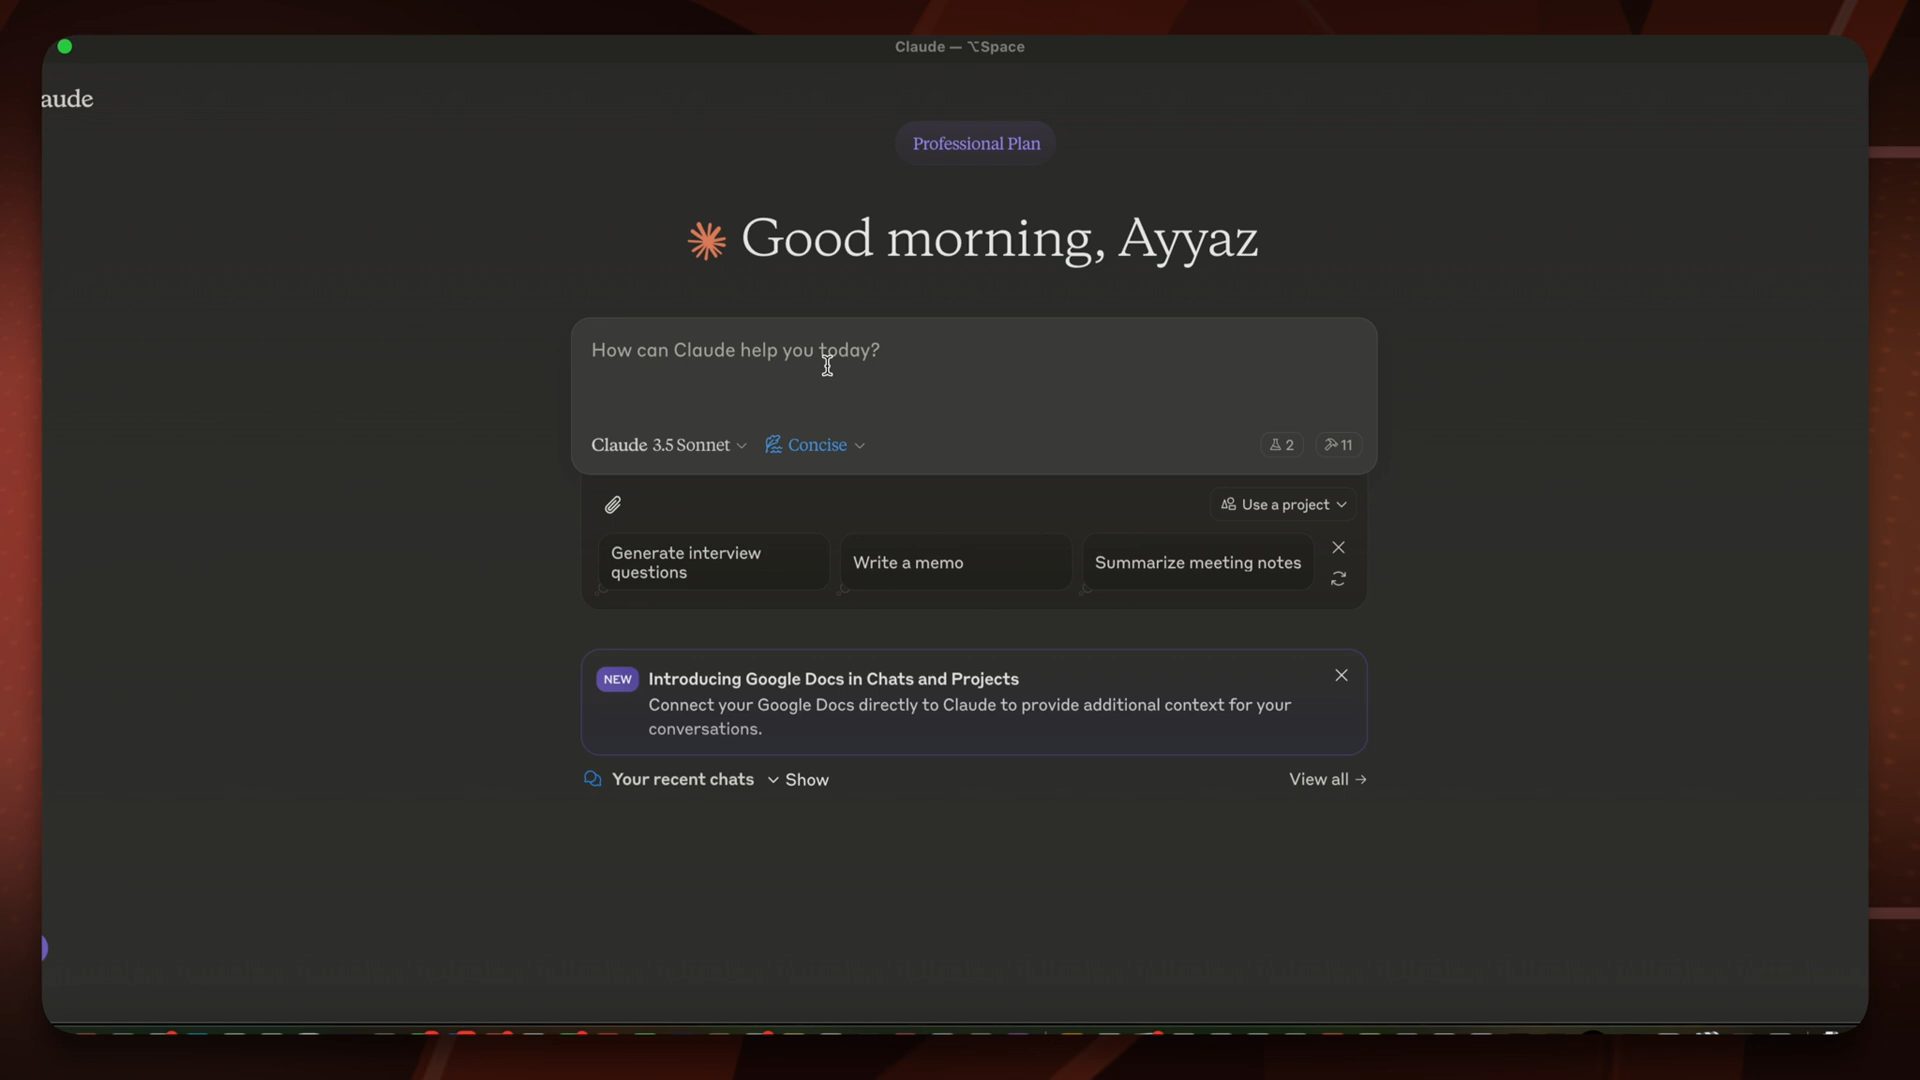 Claude — ⌥Space
aude
Professional Plan
Good morning, Ayyaz
How can Claude help you today?
Claude 3.5 Sonnet
Concise
2
11
Use a project
Generate interview
questions
Write a memo
Summarize meeting notes
NEW
Introducing Google Docs in Chats and Projects
Connect your Google Docs directly to Claude to provide additional context for your
conversations.
Your recent chats
Show
View all →